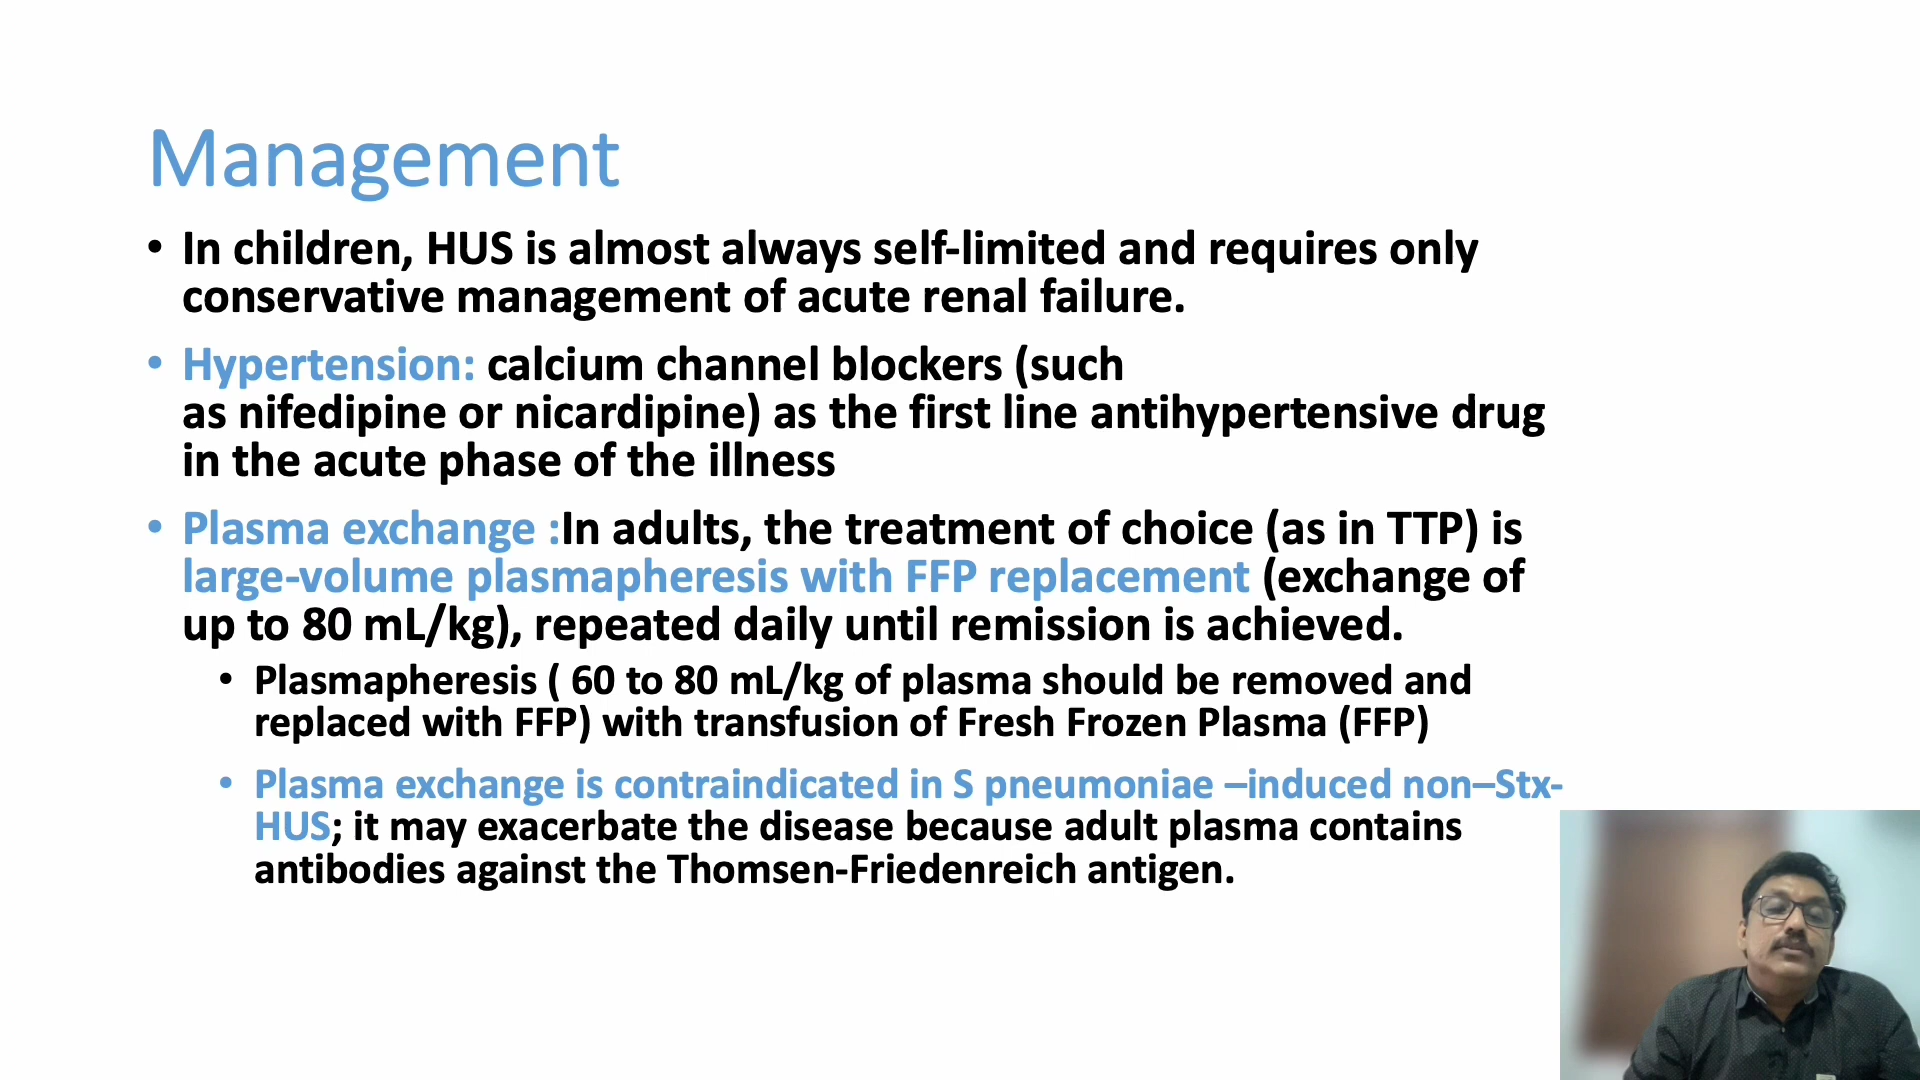 Management
• In children, HUS is almost always self-limited and requires only
conservative management of acute renal failure.
• Hypertension: calcium channel blockers (such
as nifedipine or nicardipine) as the first line antihypertensive drug
in the acute phase of the illness
• Plasma exchange :In adults, the treatment of choice (as in TTP) is
large-volume plasmapheresis with FFP replacement (exchange of
up to 80 mL/kg), repeated daily until remission is achieved.
• Plasmapheresis ( 60 to 80 mL/kg of plasma should be removed and
replaced with FFP) with transfusion of Fresh Frozen Plasma (FFP)
• Plasma exchange is contraindicated in S pneumoniae –induced non–Stx-
HUS; it may exacerbate the disease because adult plasma contains
antibodies against the Thomsen-Friedenreich antigen.